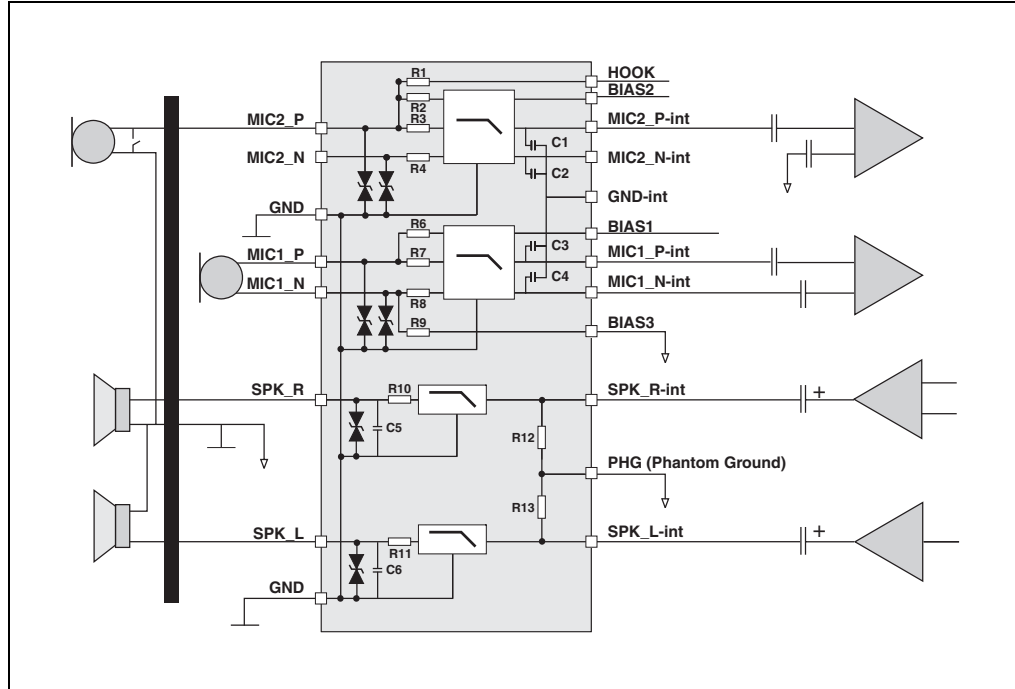 R1 HOOK
R2 BIAS2
MIC2_P R3 MIC2_P-int
C1
MIC2_N R4 MIC2_N-int
C2
GND GND-int
R6 BIAS1
MIC1_P R7 C3 MIC1_P-int
MIC1_N C4 MIC1_N-int
R8
R9 BIAS3
SPK_R R10 SPK_R-int +
C5
R12
PHG (Phantom Ground)
R13
SPK_L R11 SPK_L-int +
C6
GND